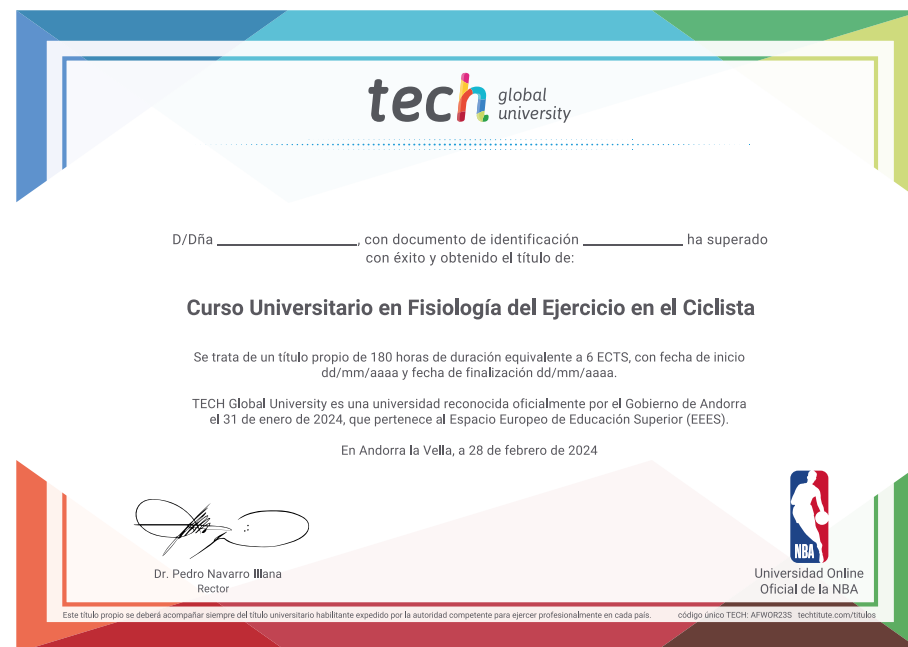 tech global university
D/Dña ____________________, con documento de identificación ______________ ha superado
con éxito y obtenido el título de:
Curso Universitario en Fisiología del Ejercicio en el Ciclista
Se trata de un título propio de 180 horas de duración equivalente a 6 ECTS, con fecha de inicio
dd/mm/aaaa y fecha de finalización dd/mm/aaaa.
TECH Global University es una universidad reconocida oficialmente por el Gobierno de Andorra
el 31 de enero de 2024, que pertenece al Espacio Europeo de Educación Superior (EEES).
En Andorra la Vella, a 28 de febrero de 2024
NBA
Dr. Pedro Navarro Illana
Rector
Universidad Online
Oficial de la NBA
Este título propio se deberá acompañar siempre del título universitario habilitante expedido por la autoridad competente para ejercer profesionalmente en cada país. código único TECH: AFWOR23S techtitute.com/titulos